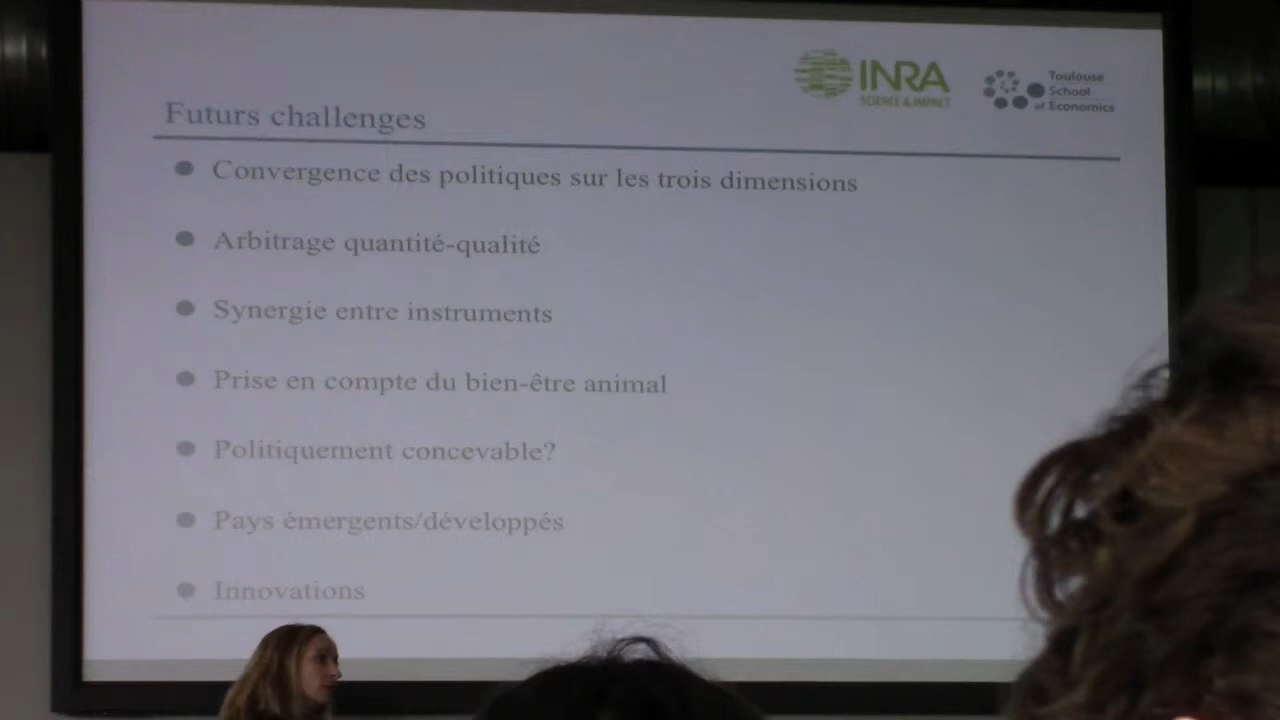 INRA
SCIENCE & IMPACT
Toulouse
School
of Economics
Futurs challenges
Convergence des politiques sur les trois dimensions
Arbitrage quantité-qualité
Synergie entre instruments
Prise en compte du bien-être animal
Politiquement concevable?
Pays émergents/développés
Innovations